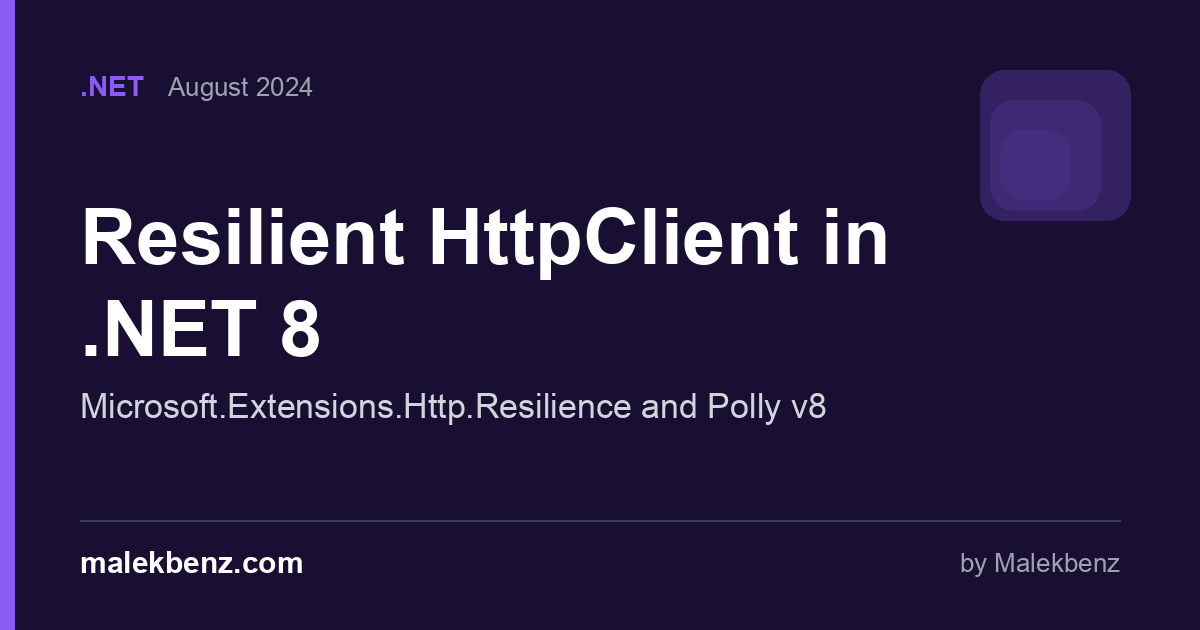 .NET August 2024
Resilient HttpClient in
.NET 8
Microsoft.Extensions.Http.Resilience and Polly v8
malekbenz.com
by Malekbenz